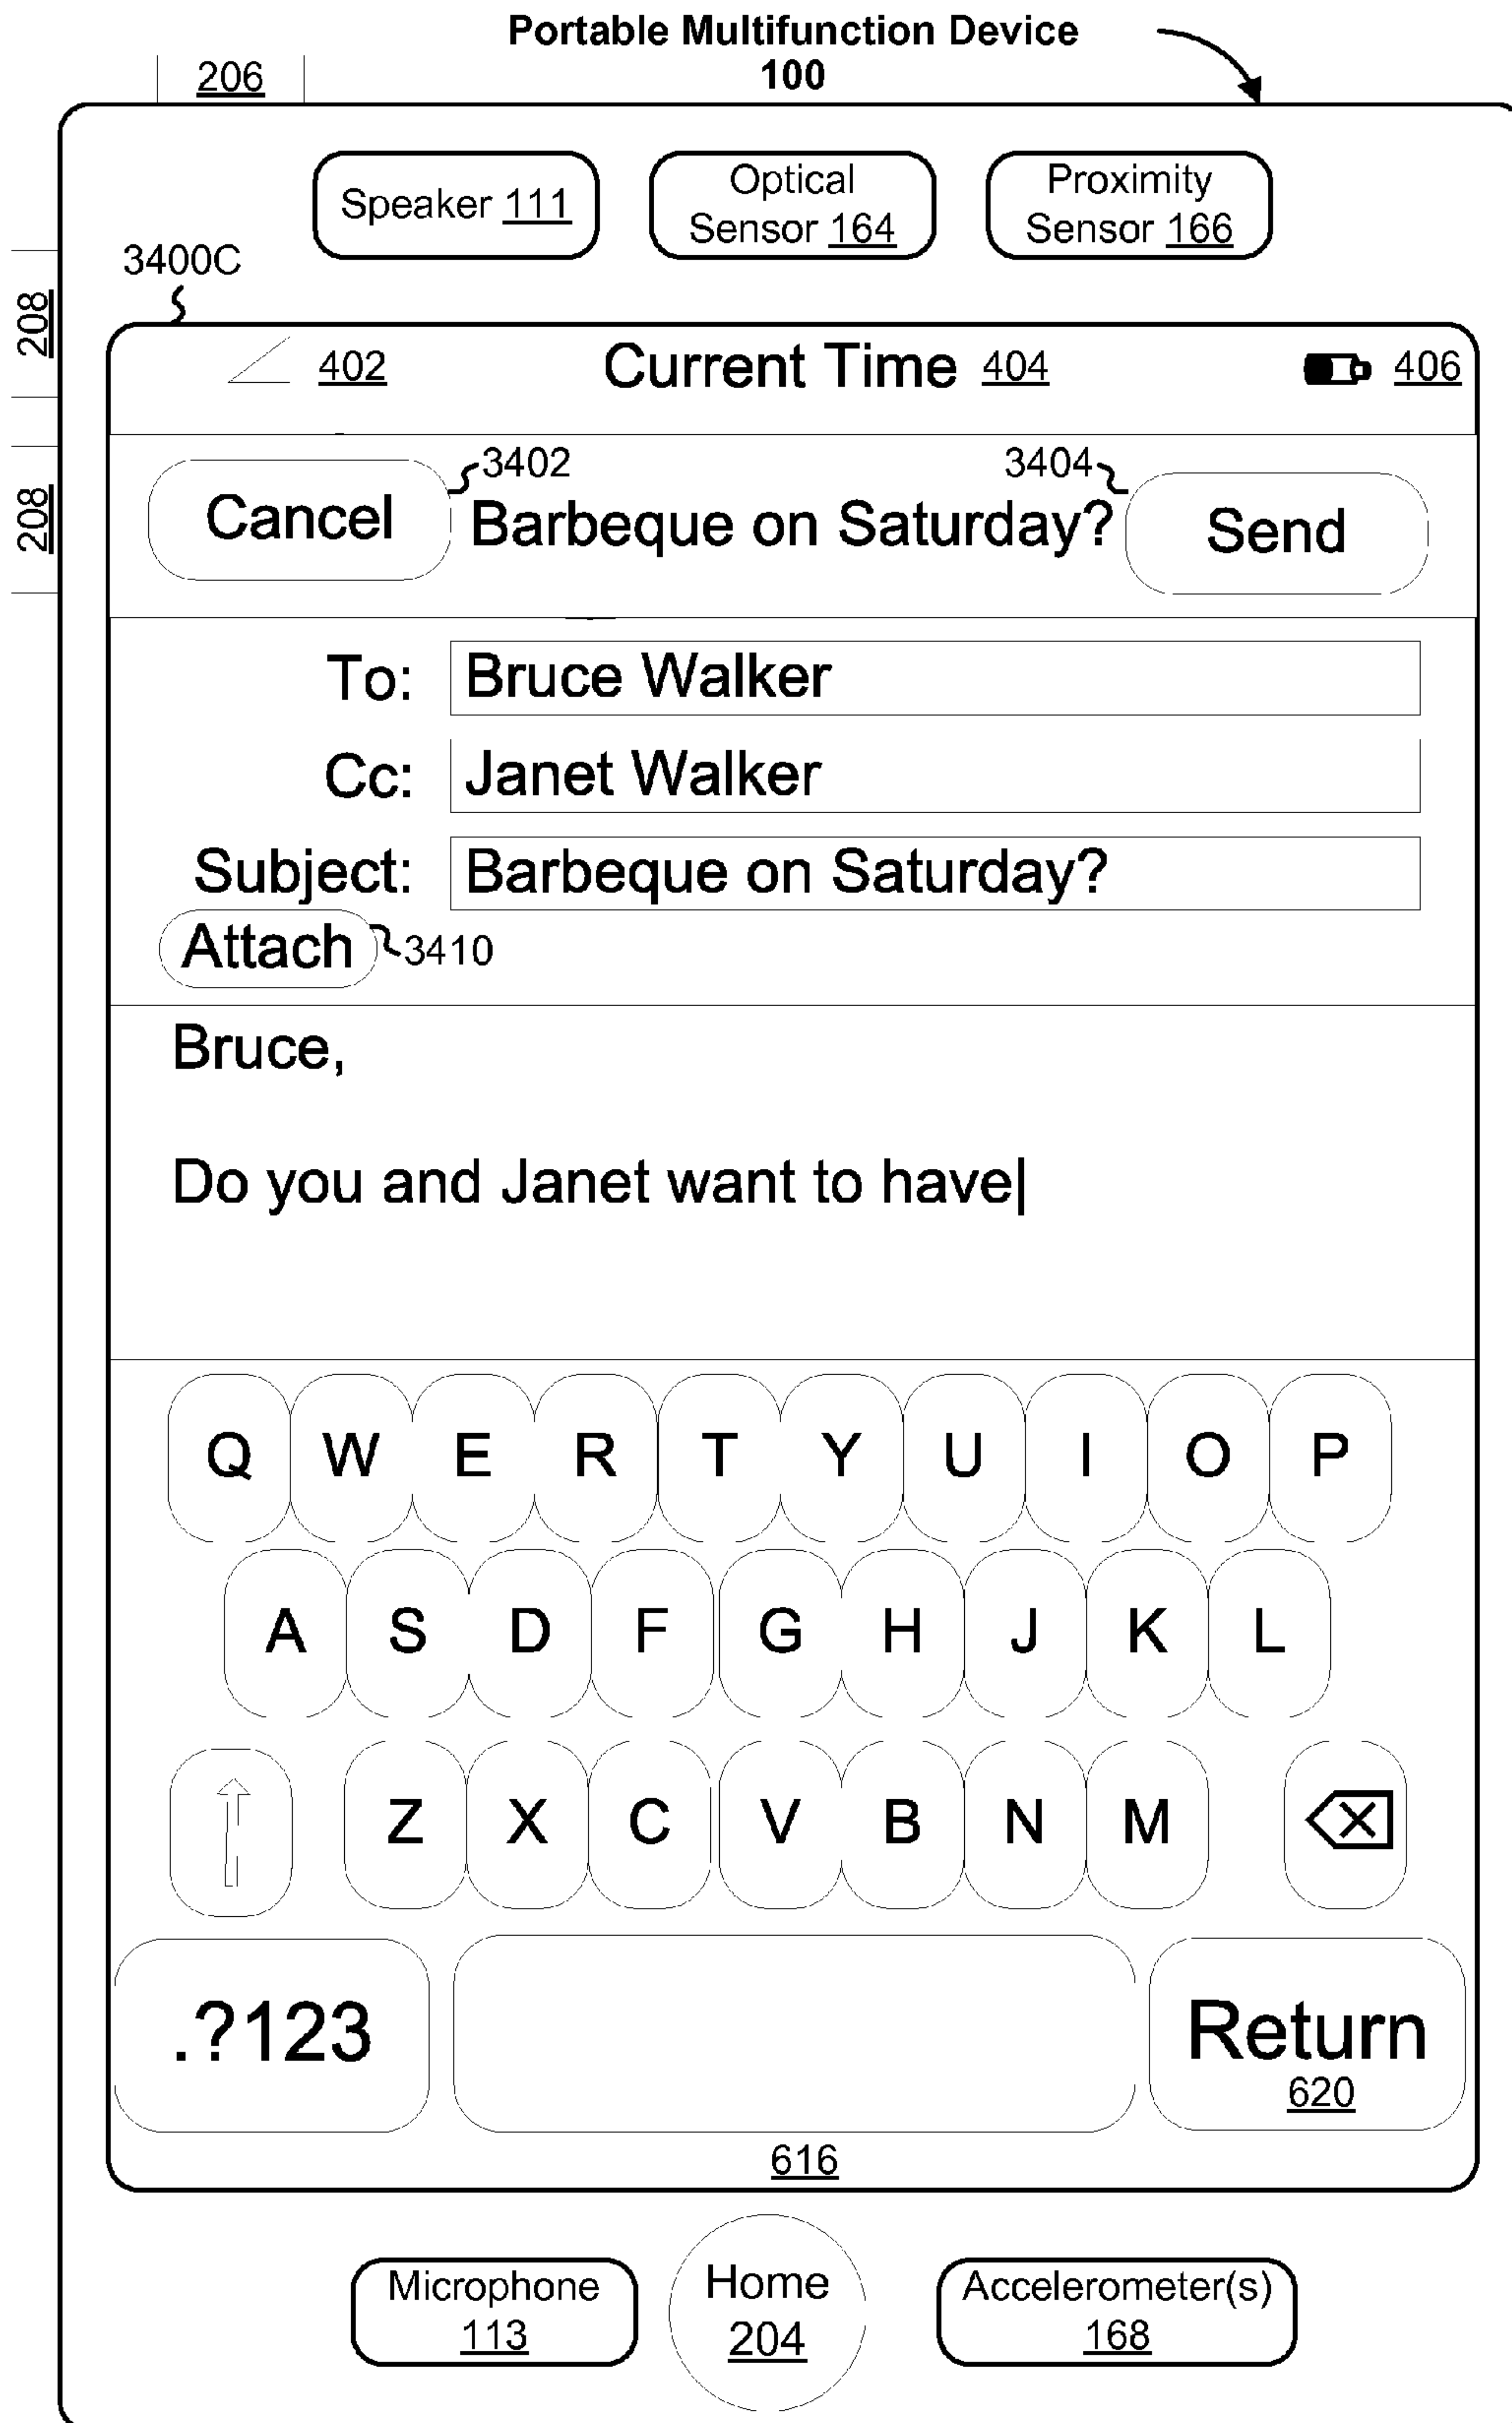 Portable Multifunction Device
100
206
Speaker 111
Optical
Sensor 164
Proximity
Sensor 166
3400C
208
208
402
Current Time 404
406
Cancel
3402
Barbeque on Saturday?
3404
Send
To: Bruce Walker
Cc: Janet Walker
Subject: Barbeque on Saturday?
Attach
3410
Bruce,
Do you and Janet want to have|
Q W E R T Y U I O P
A S D F G H J K L
Z X C V B N M
.?123
Return
620
616
Microphone
113
Home
204
Accelerometer(s)
168